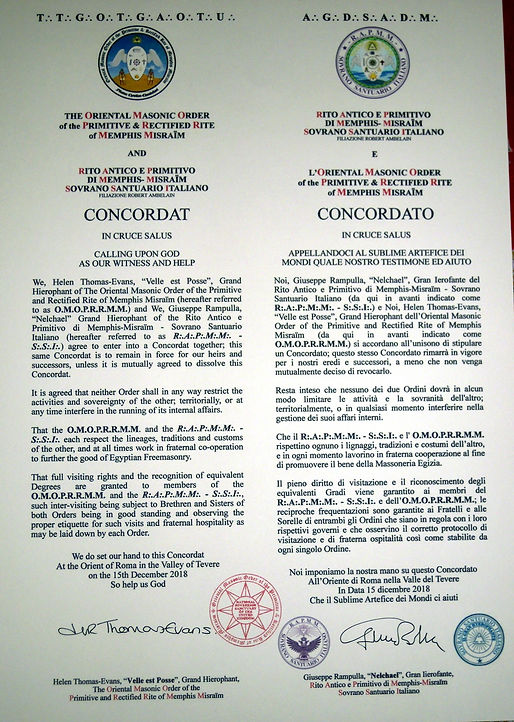 T∴ T∴ G∴ O∴ T∴ G∴ A∴ O∴ T∴ U∴
THE ORIENTAL MASONIC ORDER
of the PRIMITIVE & RECTIFIED RITE
of MEMPHIS MISRAÏM
AND
RITO ANTICO E PRIMITIVO
DI MEMPHIS- MISRAÏM
SOVRANO SANTUARIO ITALIANO
FILIAZIONE ROBERT AMBELAIN
CONCORDAT
IN CRUCE SALUS
CALLING UPON GOD
AS OUR WITNESS AND HELP
We, Helen Thomas-Evans, "Velle est Posse", Grand
Hierophant of The Oriental Masonic Order of the Primitive
and Rectified Rite of Memphis Misraïm (hereafter referred
to as O.M.O.P.R.R.M.M.) and We, Giuseppe Rampulla,
"Nelchael" Grand Hierophant of the Rito Antico e
Primitivo di Memphis-Misraïm - Sovrano Santuario
Italiano (hereafter referred to as R∴A∴P∴M∴M∴ -
S∴S∴I∴) agree to enter into a Concordat together; this
same Concordat is to remain in force for our heirs and
successors, unless it is mutually agreed to dissolve this
Concordat.
It is agreed that neither Order shall in any way restrict the
activities and sovereignty of the other; territorially, or at
any time interfere in the running of its internal affairs.
That the O.M.O.P.R.R.M.M. and the R∴A∴P∴M∴M∴ -
S∴S∴I∴ each respect the lineages, traditions and customs
of the other, and at all times work in fraternal co-operation
to further the good of Egyptian Freemasonry.
That full visiting rights and the recognition of equivalent
Degrees are granted to members of the
O.M.O.P.R.R.M.M. and the R∴A∴P∴M∴M∴ - S∴S∴I∴,
such inter-visiting being subject to Brethren and Sisters of
both Orders being in good standing and observing the
proper etiquette for such visits and fraternal hospitality as
may be laid down by each Order.
We do set our hand to this Concordat
At the Orient of Rome in the Valley of Tevere
on the 15th December 2018
So help us God
HR Thomas-Evans
Helen Thomas-Evans, "Velle est Posse", Grand Hierophant,
The Oriental Masonic Order of the
Primitive and Rectified Rite of Memphis Misraïm
A∴ G∴ D∴ S∴ A∴ D∴ M∴
R.A.P.M.M.
SOVRANO SANTUARIO ITALIANO
RITO ANTICO E PRIMITIVO
DI MEMPHIS-MISRAÏM
SOVRANO SANTUARIO ITALIANO
FILIAZIONE ROBERT AMBELAIN
E
L'ORIENTAL MASONIC ORDER
of the PRIMITIVE & RECTIFIED RITE
of MEMPHIS MISRAÏM
CONCORDATO
IN CRUCE SALUS
APPELLANDOCI AL SUBLIME ARTEFICE DEI
MONDI QUALE NOSTRO TESTIMONE ED AIUTO
Noi, Giuseppe Rampulla, "Nelchael", Gran Ierofante del
Rito Antico e Primitivo di Memphis-Misraïm - Sovrano
Santuario Italiano (da qui in avanti indicato come
R∴A∴P∴M∴M∴ - S∴S∴I∴) e Noi, Helen Thomas-Evans,
"Velle est Posse", Grand Hierophant dell'Oriental Masonic
Order of the Primitive and Rectified Rite of Memphis
Misraïm (da qui in avanti indicato come
O.M.O.P.R.R.M.M.) si accordano all'unisono di stipulare
un Concordato; questo stesso Concordato rimarrà in vigore
per i nostri eredi e successori, a meno che non venga
mutualmente deciso di revocarlo.
Resta inteso che nessuno dei due Ordini dovrà in alcun
modo limitare le attività e la sovranità dell'altro;
territorialmente, o in qualsiasi momento interferire nella
gestione dei suoi affari interni.
Che il R∴A∴P∴M∴M∴ - S∴S∴I∴ e l' O.M.O.P.R.R.M.M.
rispettino ognuno i lignaggi, tradizioni e costumi dell'altro,
e in ogni momento lavorino in fraterna cooperazione al fine
di promuovere il bene della Massoneria Egizia.
Il pieno diritto di visitazione e il riconoscimento degli
equivalenti Gradi viene garantito ai membri del
R∴A∴P∴M∴M∴ - S∴S∴I∴ e dell'O.M.O.P.R.R.M.M.; le
reciproche frequentazioni sono garantite ai Fratelli e alle
Sorelle di entrambi gli Ordini che siano in regola con i loro
rispettivi governi e che osservino il corretto protocollo di
visitazione e di fraterna ospitalità così come stabilite da
ogni singolo Ordine.
Noi imponiamo la nostra mano su questo Concordato
All'Oriente di Roma nella Valle del Tevere
In Data 15 dicembre 2018
Che il Sublime Artefice dei Mondi ci aiuti
Giuseppe Rampulla, "Nelchael", Gran Ierofante,
Rito Antico e Primitivo di Memphis-Misraïm
Sovrano Santuario Italiano